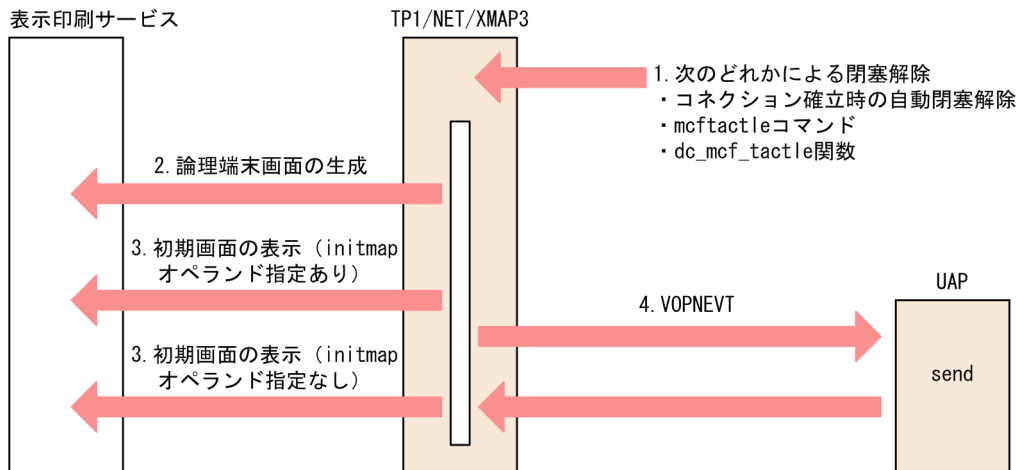 表示印刷サービス
TP1/NET/XMAP3
1. 次のどれかによる閉塞解除
・コネクション確立時の自動閉塞解除
・mcftactleコマンド
・dc_mcf_tactle関数
2. 論理端末画面の生成
3. 初期画面の表示（initmap
オペランド指定あり）
4. VOPNEVT
UAP
3. 初期画面の表示（initmap
オペランド指定なし）
send